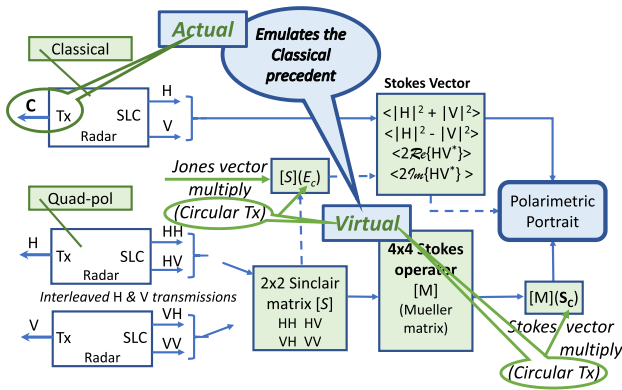 Actual
Emulates the
Classical
precedent
Classical
C
Tx
SLC
Radar
H
V
Stokes Vector
<|H|² + |V|²>
<|H|² - |V|²>
<2ℛe{HV*}>
<2ℐm{HV*} >
Jones vector
multiply
(Circular Tx)
[S](E_c)
Virtual
Polarimetric
Portrait
Quad-pol
H
Tx
SLC
Radar
HH
HV
Interleaved H & V transmissions
V
Tx
SLC
Radar
VH
VV
2x2 Sinclair
matrix [S]
HH HV
VH VV
4x4 Stokes
operator
[M]
(Mueller
matrix)
[M](S_C)
Stokes vector
multiply
(Circular Tx)